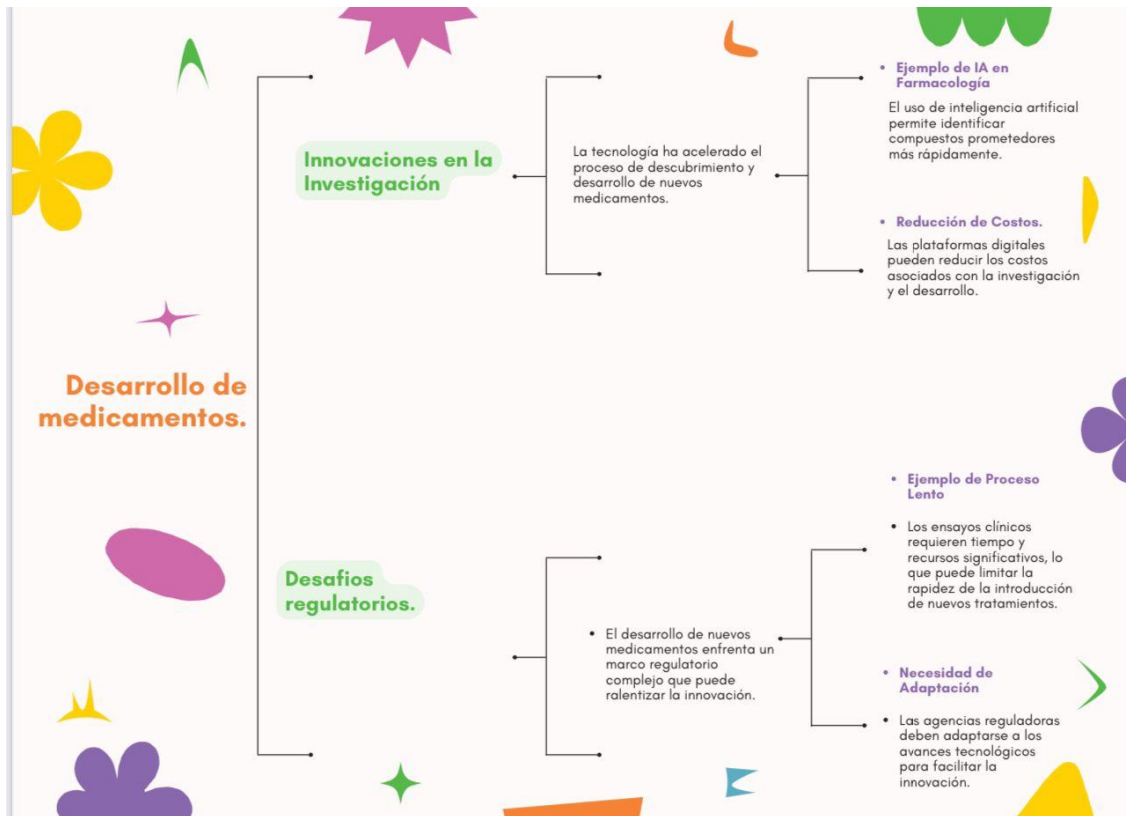 Desarrollo de
medicamentos.
Innovaciones en la
Investigación
La tecnología ha acelerado el
proceso de descubrimiento y
desarrollo de nuevos
medicamentos.
• Ejemplo de IA en
Farmacología
El uso de inteligencia artificial
permite identificar
compuestos prometedores
más rápidamente.
• Reducción de Costos.
Las plataformas digitales
pueden reducir los costos
asociados con la investigación
y el desarrollo.
Desafios
regulatorios.
• El desarrollo de nuevos
medicamentos enfrenta un
marco regulatorio
complejo que puede
ralentizar la innovación.
• Ejemplo de Proceso
Lento
• Los ensayos clínicos
requieren tiempo y
recursos significativos, lo
que puede limitar la
rapidez de la introducción
de nuevos tratamientos.
• Necesidad de
Adaptación
• Las agencias reguladoras
deben adaptarse a los
avances tecnológicos
para facilitar la
innovación.